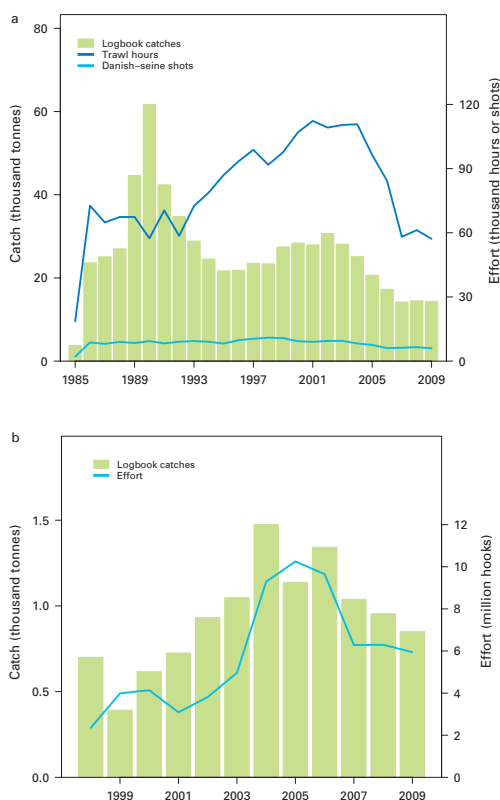 a
80
60
40
20
0
Catch (thousand tonnes)
Logbook catches
Trawl hours
Danish–seine shots
120
90
60
30
0
Effort (thousand hours or shots)
1985 1989 1993 1997 2001 2005 2009
b
1.5
1.0
0.5
0.0
Catch (thousand tonnes)
Logbook catches
Effort
12
10
8
6
4
2
0
Effort (million hooks)
1999 2001 2003 2005 2007 2009